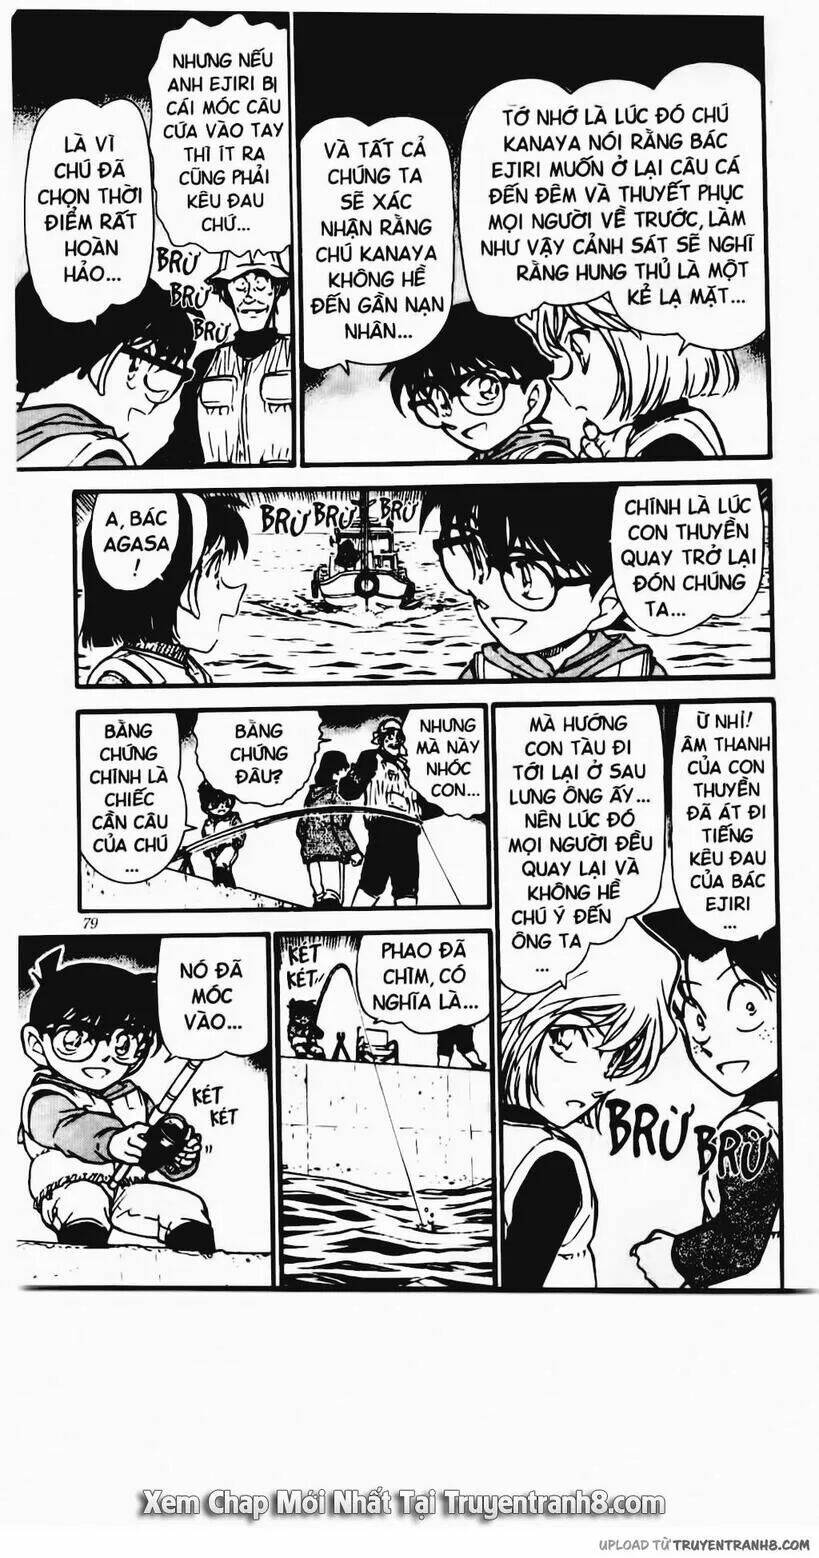 TỚ NHỚ LÀ LÚC ĐÓ CHÚ
KANAYA NÓI RẰNG BÁC
EJIRI MUỐN Ở LẠI CÂU CÁ
ĐẾN ĐÊM VÀ THUYẾT PHỤC
MỌI NGƯỜI VỀ TRƯỚC, LÀM
NHƯ VẬY CẢNH SÁT SẼ NGHĨ
RẰNG HUNG THỦ LÀ MỘT
KẺ LẠ MẶT...
VÀ TẤT CẢ
CHÚNG TA
SẼ XÁC
NHẬN RẰNG
CHÚ KANAYA
KHÔNG HỀ
ĐẾN GẦN NẠN
NHÂN...
NHƯNG NẾU
ANH EJIRI BỊ
CÁI MÓC CÂU
CỨA VÀO TAY
THÌ ÍT RA
CŨNG PHẢI
KÊU ĐAU
CHỨ...
LÀ VÌ
CHÚ ĐÃ
CHỌN THỜI
ĐIỂM RẤT
HOÀN
HẢO...
BRỪ
BRỪ
BRỪ
CHÍNH LÀ LÚC
CON THUYỀN
QUAY TRỞ LẠI
ĐÓN CHÚNG
TA...
BRỪ BRỪ BRỪ
A, BÁC
AGASA
!
Ừ NHỈ!
ÂM THANH
CỦA CON
THUYỀN
ĐÃ ÁT ĐI
TIẾNG
KÊU ĐAU
CỦA BÁC
EJIRI
...
MÀ HƯỚNG
CON TÀU ĐI
TỚI LẠI Ở SAU
LƯNG ÔNG ẤY...
NÊN LÚC ĐÓ
MỌI NGƯỜI ĐỀU
QUAY LẠI VÀ
KHÔNG HỀ
CHÚ Ý ĐẾN
ÔNG TA
...
BRỪ
BRỪ
NHƯNG
MÀ NÀY
NHÓC
CON...
BẰNG
CHỨNG
ĐÂU?
BẰNG
CHỨNG
CHÍNH LÀ
CHIẾC
CẦN CÂU
CỦA CHÚ
...
79
PHAO ĐÃ
CHÌM, CÓ
NGHĨA LÀ...
KÉT
KÉT
NÓ ĐÃ
MÓC
VÀO...
KÉT
KÉT
Xem Chap Mới Nhất Tại Truyentranh8.com
UPLOAD TỪ TRUYENTRANH8.COM